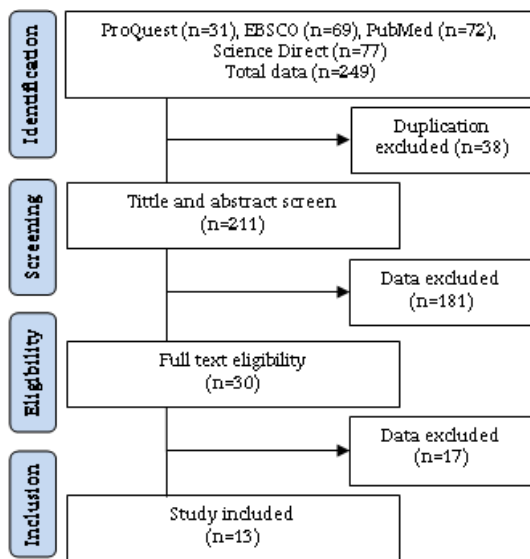 Identification
ProQuest (n=31), EBSCO (n=69), PubMed (n=72),
Science Direct (n=77)
Total data (n=249)
Duplication
excluded (n=38)
Screening
Tittle and abstract screen
(n=211)
Data excluded
(n=181)
Eligibility
Full text eligibility
(n=30)
Data excluded
(n=17)
Inclusion
Study included
(n=13)